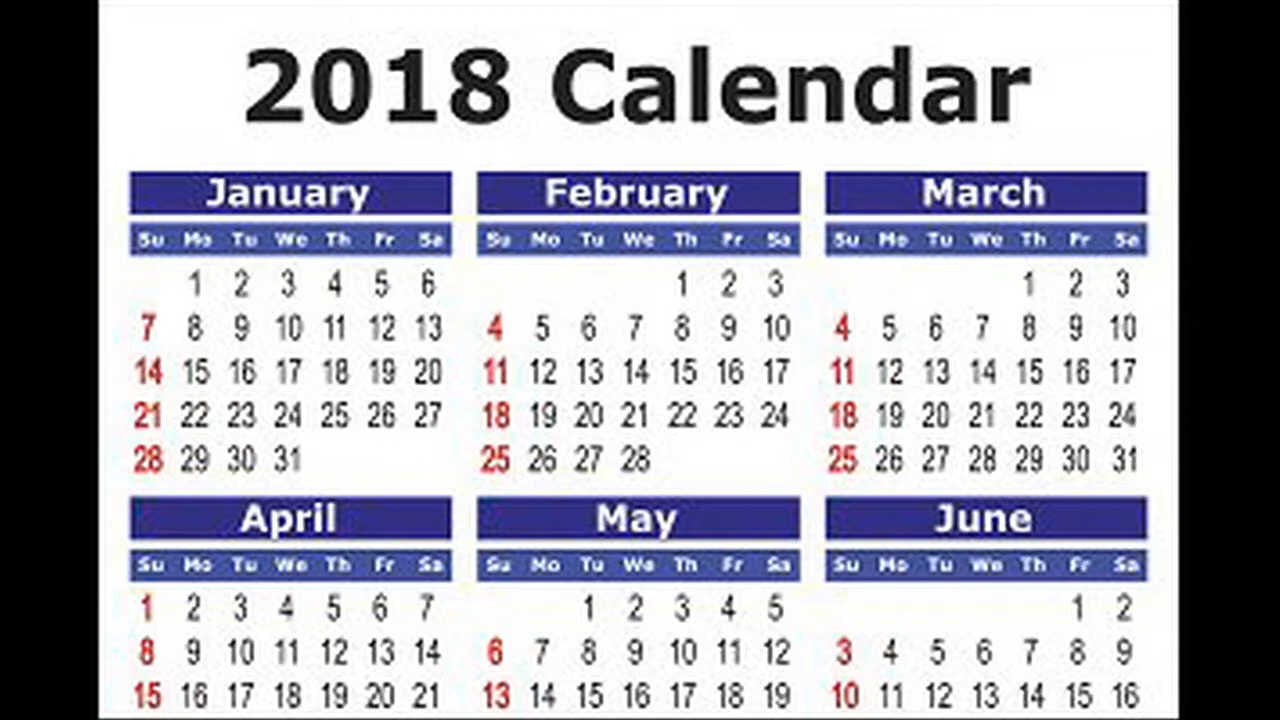 2018 Calendar
January February March
Su Mo Tu We Th Fr Sa Su Mo Tu We Th Fr Sa Su Mo Tu We Th Fr Sa
1 2 3 4 5 6 1 2 3 1 2 3
7 8 9 10 11 12 13 4 5 6 7 8 9 10 4 5 6 7 8 9 10
14 15 16 17 18 19 20 11 12 13 14 15 16 17 11 12 13 14 15 16 17
21 22 23 24 25 26 27 18 19 20 21 22 23 24 18 19 20 21 22 23 24
28 29 30 31 25 26 27 28 25 26 27 28 29 30 31
April May June
Su Mo Tu We Th Fr Sa Su Mo Tu We Th Fr Sa Su Mo Tu We Th Fr Sa
1 2 3 4 5 6 7 1 2 3 4 5 1 2
8 9 10 11 12 13 14 6 7 8 9 10 11 12 3 4 5 6 7 8 9
15 16 17 18 19 20 21 13 14 15 16 17 18 19 10 11 12 13 14 15 16